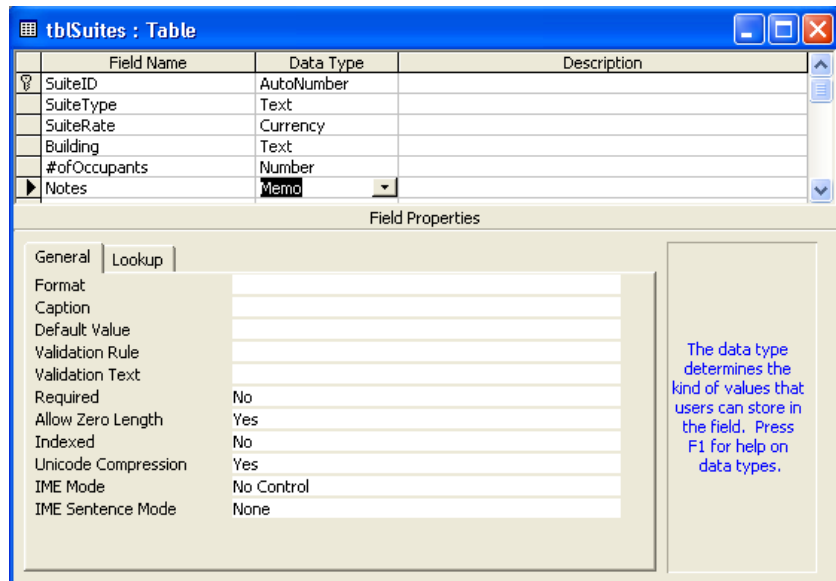 tblSuites : Table
Field Name Data Type Description
SuiteID AutoNumber
SuiteType Text
SuiteRate Currency
Building Text
#ofOccupants Number
Notes Memo
Field Properties
General Lookup
Format
Caption
Default Value
Validation Rule
Validation Text
Required No
Allow Zero Length Yes
Indexed No
Unicode Compression Yes
IME Mode No Control
IME Sentence Mode None
The data type
determines the
kind of values that
users can store in
the field. Press
F1 for help on
data types.